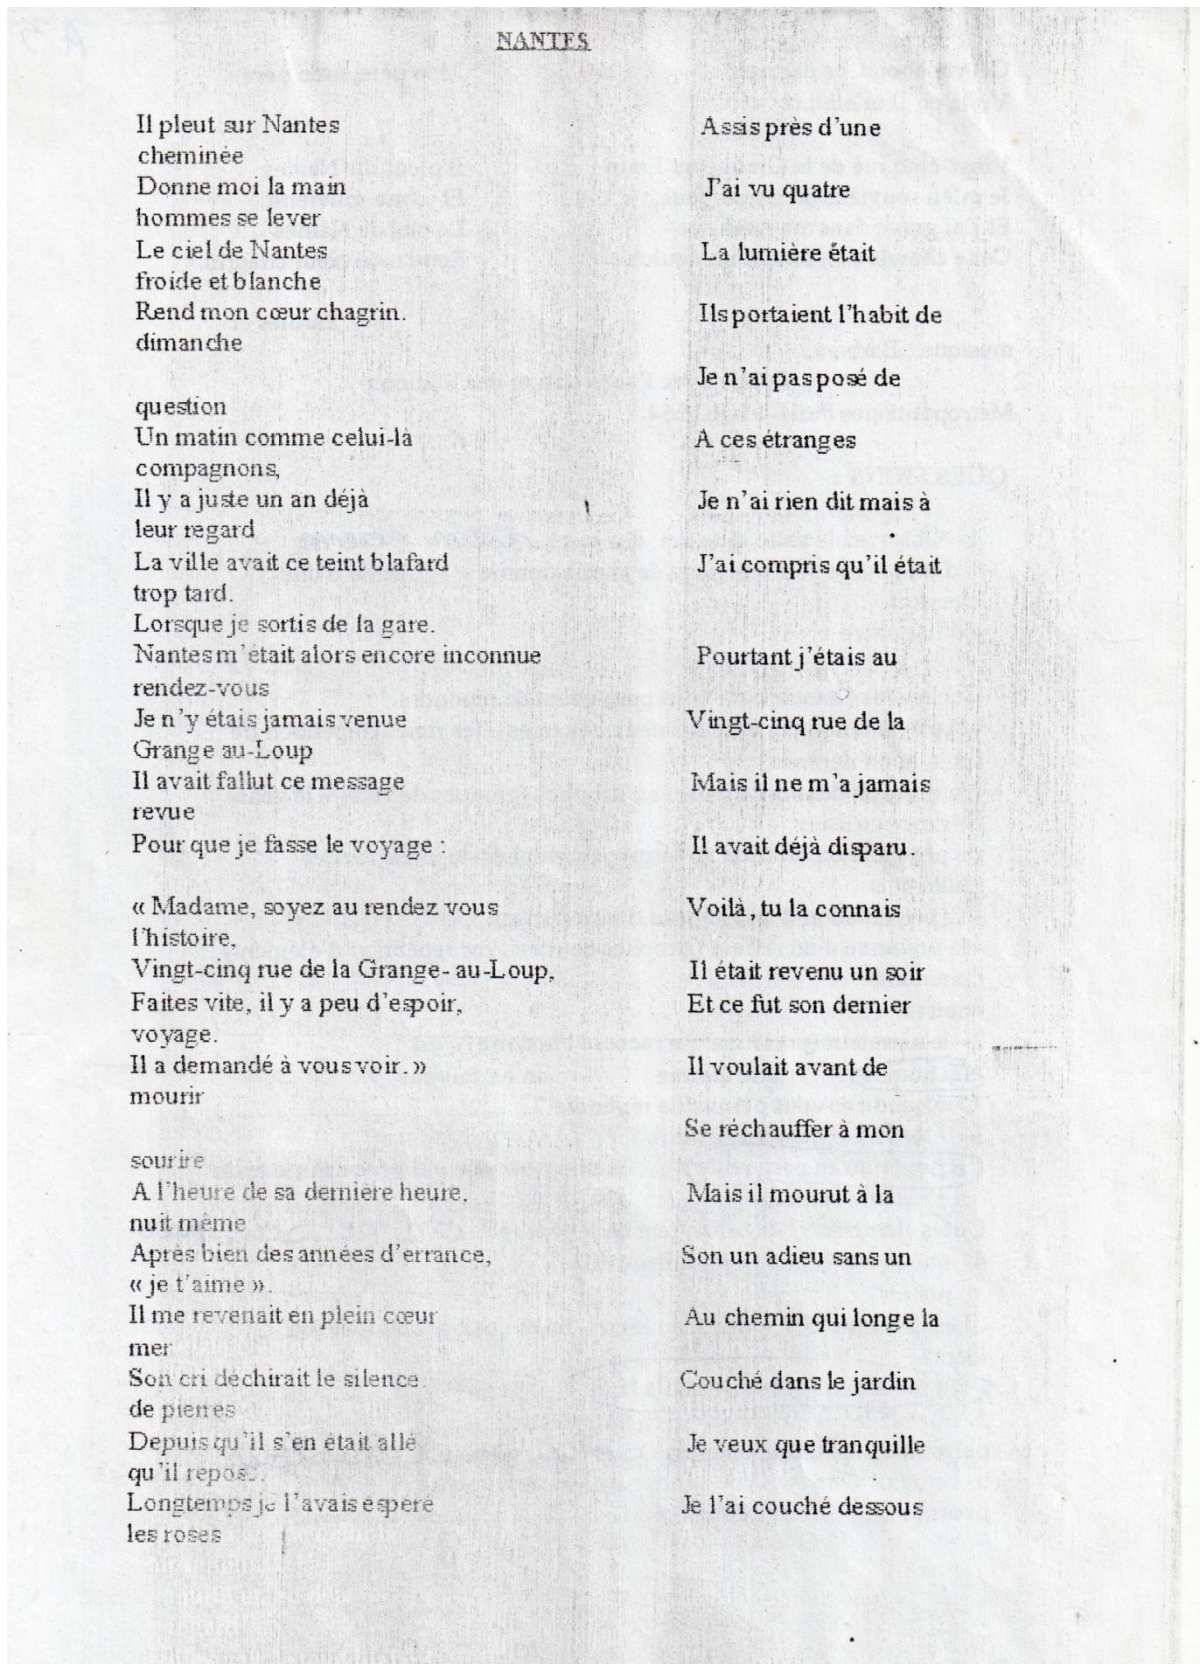 NANTES
Il pleut sur Nantes Assis près d'une
cheminée
Donne moi la main J'ai vu quatre
hommes se lever
Le ciel de Nantes La lumière était
froide et blanche
Rend mon cœur chagrin. Ils portaient l'habit de
dimanche
Je n'ai pas posé de
question
Un matin comme celui-là A ces étranges
compagnons,
Il y a juste un an déjà Je n'ai rien dit mais à
leur regard
La ville avait ce teint blafard J'ai compris qu'il était
trop tard.
Lorsque je sortis de la gare.
Nantes m'était alors encore inconnue Pourtant j'étais au
rendez-vous
Je n'y étais jamais venue Vingt-cinq rue de la
Grange au-Loup
Il avait fallut ce message Mais il ne m'a jamais
revue
Pour que je fasse le voyage : Il avait déjà disparu.
« Madame, soyez au rendez vous Voilà, tu la connais
l'histoire,
Vingt-cinq rue de la Grange- au-Loup, Il était revenu un soir
Faites vite, il y a peu d'espoir, Et ce fut son dernier
voyage.
Il a demandé à vous voir. » Il voulait avant de
mourir
Se réchauffer à mon
sourire
A l'heure de sa dernière heure, Mais il mourut à la
nuit même
Après bien des années d'errance, Son un adieu sans un
« je t'aime ».
Il me revenait en plein cœur Au chemin qui longe la
mer
Son cri déchirait le silence. Couché dans le jardin
de pierres
Depuis qu'il s'en était allé Je veux que tranquille
qu'il repose.
Longtemps je l'avais espéré Je l'ai couché dessous
les roses